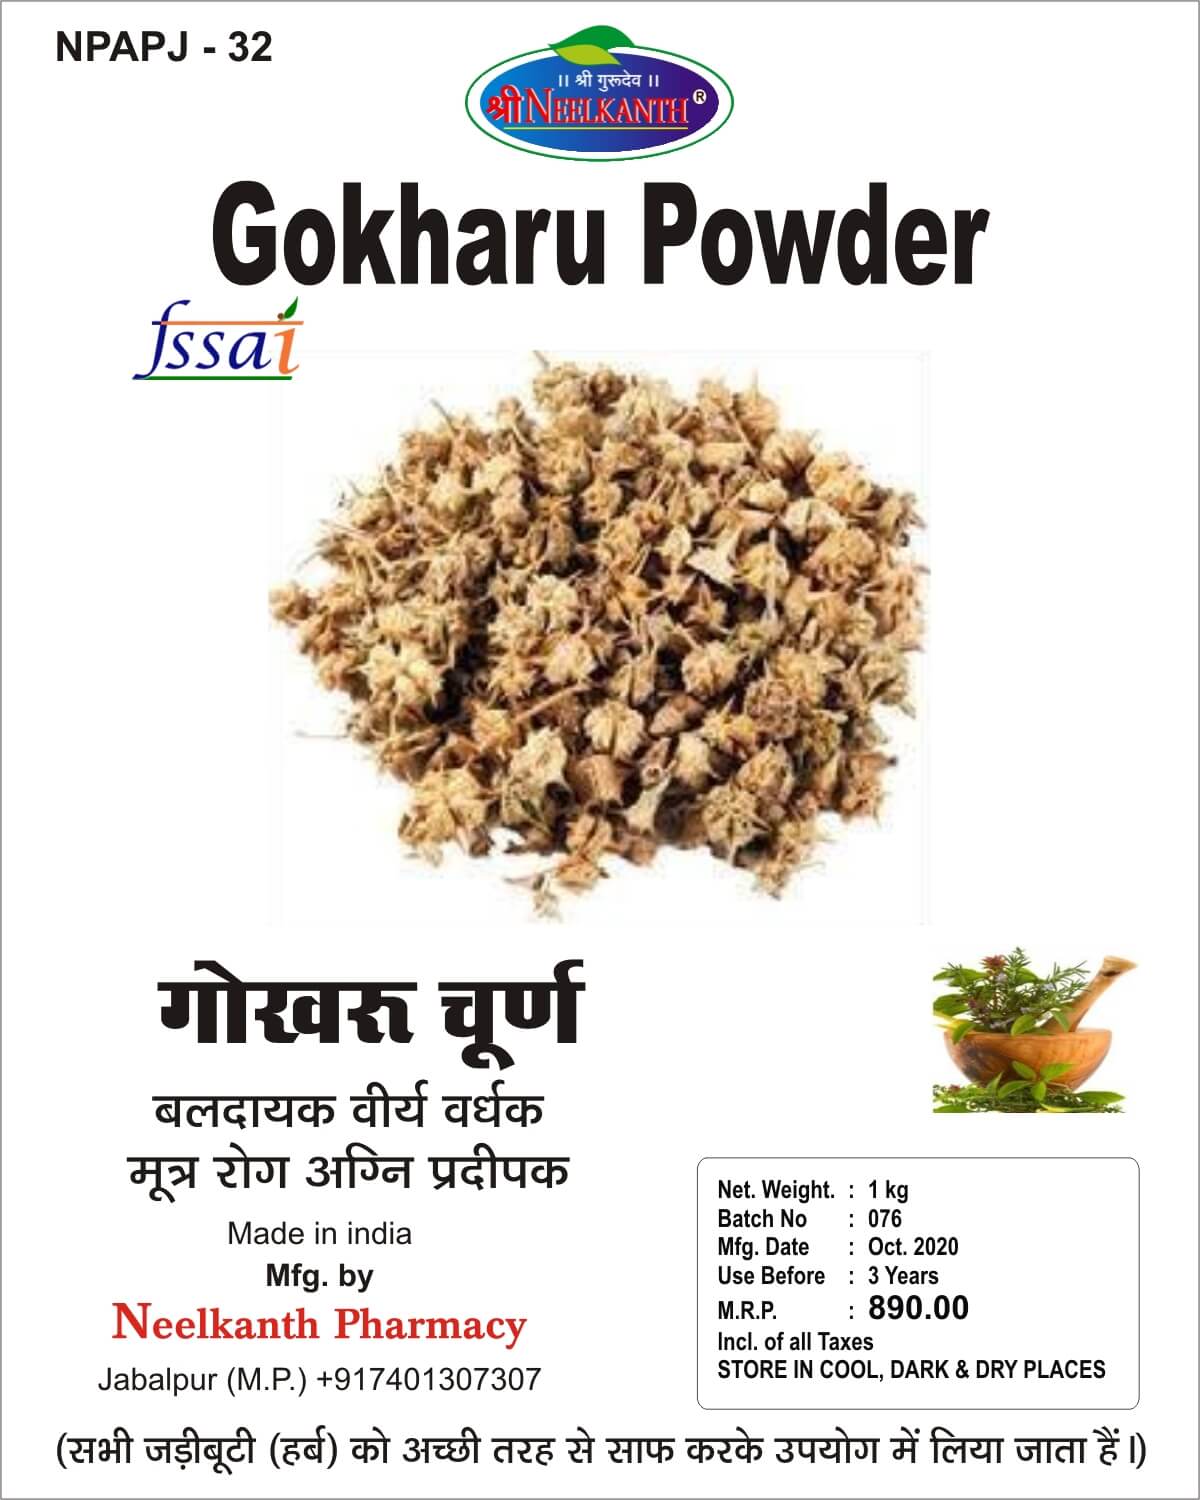 NPAPJ - 32
।। श्री गुरूदेव ।।
श्री NEELKANTH ®
Gokharu Powder
fssai
गोखरू चूर्ण
बलदायक वीर्य वर्धक
मूत्र रोग अग्नि प्रदीपक
Made in india
Mfg. by
Neelkanth Pharmacy
Jabalpur (M.P.) +917401307307
Net. Weight. : 1 kg
Batch No : 076
Mfg. Date : Oct. 2020
Use Before : 3 Years
M.R.P. : 890.00
Incl. of all Taxes
STORE IN COOL, DARK & DRY PLACES
(सभी जड़ीबूटी (हर्ब) को अच्छी तरह से साफ करके उपयोग में लिया जाता हैं।)